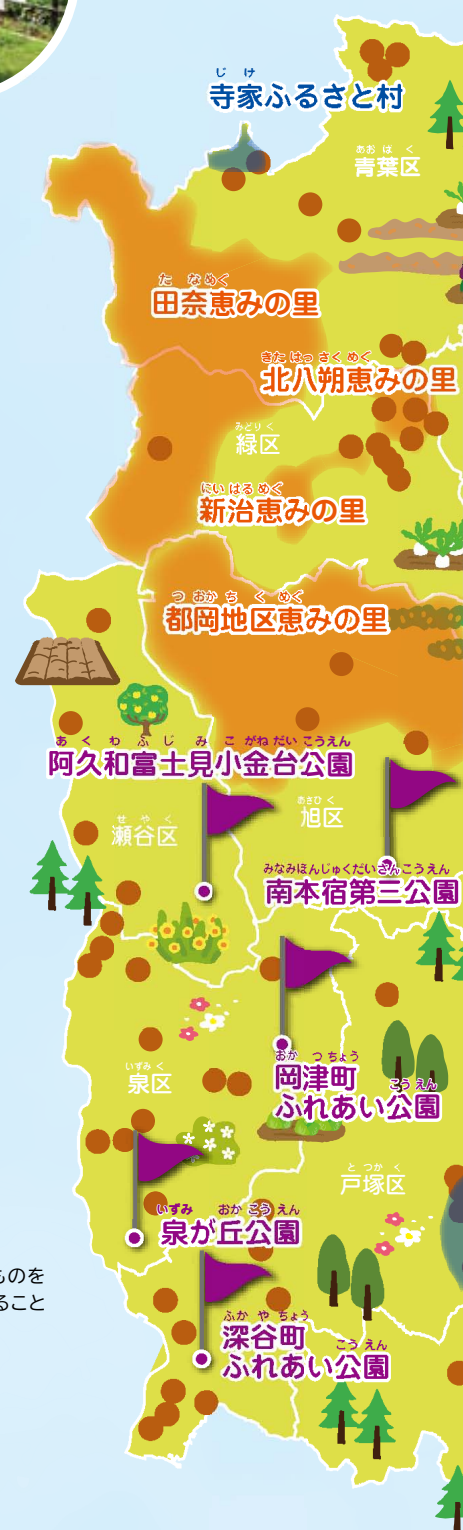 じけ
寺家ふるさと村
あおばく
青葉区
たなめぐ
田奈恵みの里
きたはっさくめぐ
北八朔恵みの里
みどりく
緑区
にいはるめぐ
新治恵みの里
つおかちくめぐ
都岡地区恵みの里
あくわふじみこがねだいこうえん
阿久和富士見小金台公園
せやく
瀬谷区
あさひく
旭区
みなみほんじゅくだいさんこうえん
南本宿第三公園
おかつちょう
岡津町
こうえん
ふれあい公園
いずみく
泉区
とつかく
戸塚区
いずみおかこうえん
泉が丘公園
ものを
ること
ふかやちょう
深谷町
こうえん
ふれあい公園